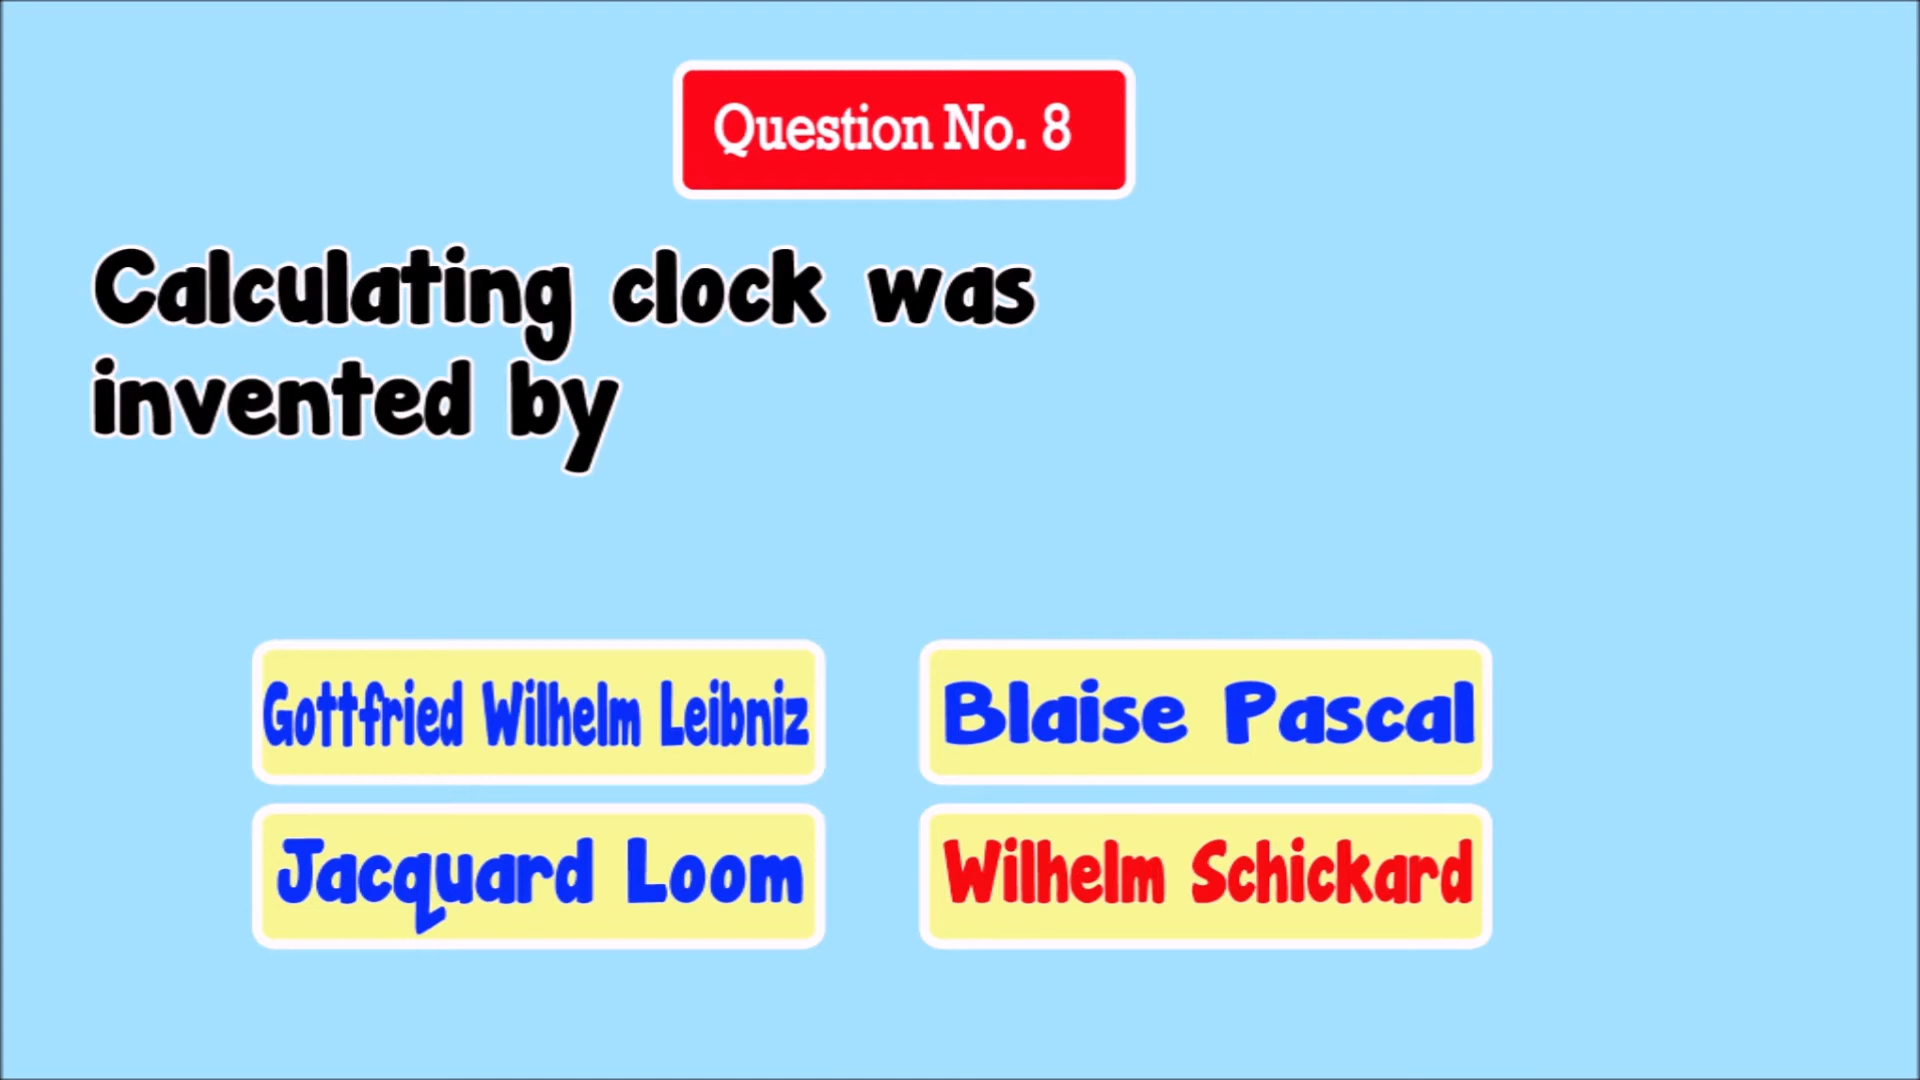 Question No. 8
Calculating clock was
invented by
Gottfried Wilhelm Leibniz
Blaise Pascal
Jacquard Loom
Wilhelm Schickard